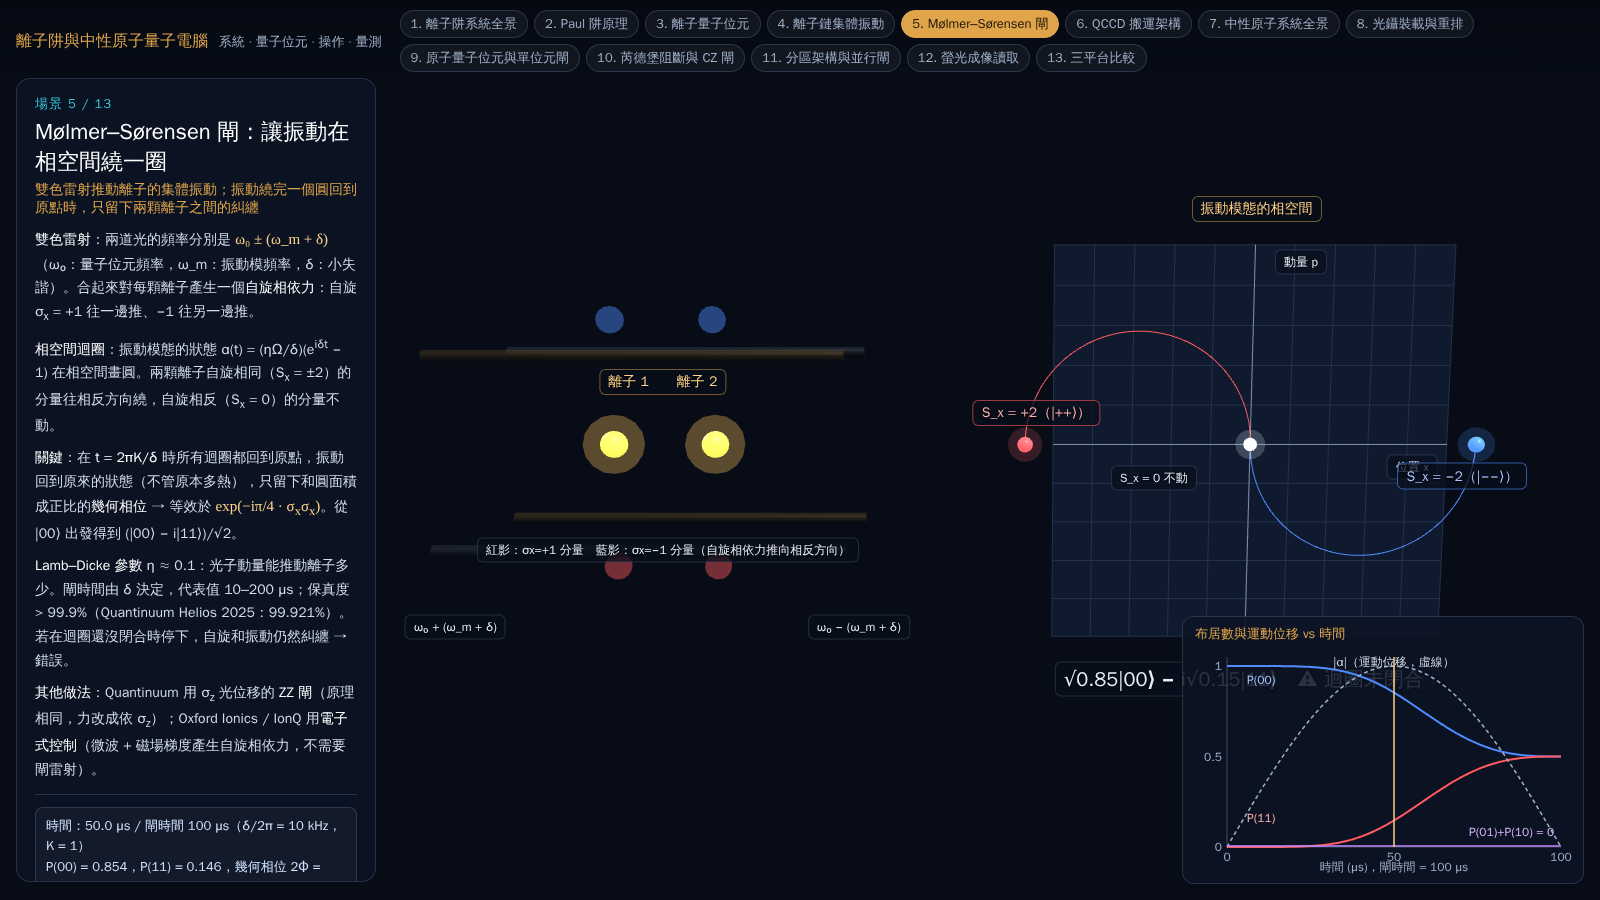 離子阱與中性原子量子電腦 系統 · 量子位元 · 操作 · 量測
1. 離子阱系統全景
2. Paul 阱原理
3. 離子量子位元
4. 離子鏈集體振動
5. Mølmer–Sørensen 閘
6. QCCD 搬運架構
7. 中性原子系統全景
8. 光鑷裝載與重排
9. 原子量子位元與單位元閘
10. 芮德堡阻斷與 CZ 閘
11. 分區架構與並行閘
12. 螢光成像讀取
13. 三平台比較
場景 5 / 13
Mølmer–Sørensen 閘：讓振動在
相空間繞一圈
雙色雷射推動離子的集體振動；振動繞完一個圓回到
原點時，只留下兩顆離子之間的糾纏
雙色雷射：兩道光的頻率分別是 ω₀ ± (ω_m + δ)
（ω₀：量子位元頻率，ω_m：振動模頻率，δ：小失
諧）。合起來對每顆離子產生一個自旋相依力：自旋
σx = +1 往一邊推、−1 往另一邊推。
相空間迴圈：振動模態的狀態 α(t) = (ηΩ/δ)(e^iδt −
1) 在相空間畫圓。兩顆離子自旋相同（Sx = ±2）的
分量往相反方向繞，自旋相反（Sx = 0）的分量不
動。
關鍵：在 t = 2πK/δ 時所有迴圈都回到原點，振動
回到原來的狀態（不管原本多熱），只留下和圓面積
成正比的幾何相位 → 等效於 exp(−iπ/4 · σxσx)。從
|00⟩ 出發得到 (|00⟩ − i|11⟩)/√2。
Lamb–Dicke 參數 η ≈ 0.1：光子動量能推動離子多
少。閘時間由 δ 決定，代表值 10–200 µs；保真度
> 99.9%（Quantinuum Helios 2025：99.921%）。
若在迴圈還沒閉合時停下，自旋和振動仍然糾纏 →
錯誤。
其他做法：Quantinuum 用 σz 光位移的 ZZ 閘（原理
相同，力改成依 σz）；Oxford Ionics / IonQ 用電子
式控制（微波 + 磁場梯度產生自旋相依力，不需要
閘雷射）。
時間：50.0 µs / 閘時間 100 µs（δ/2π = 10 kHz，
K = 1）
P(00) = 0.854，P(11) = 0.146，幾何相位 2Φ =
離子 1 離子 2
紅影：σx=+1 分量 藍影：σx=−1 分量（自旋相依力推向相反方向）
ω₀ + (ω_m + δ)
ω₀ − (ω_m + δ)
振動模態的相空間
動量 p
位置 x
S_x = +2（|++⟩）
S_x = 0 不動
S_x = −2（|−−⟩）
√0.85|00⟩ − i√0.15|11⟩ ⚠ 迴圈未閉合
布居數與運動位移 vs 時間
|α|（運動位移，虛線）
1
P(00)
0.5
P(11)
P(01)+P(10) = 0
0
0 50 100
時間 (µs)，閘時間 = 100 µs